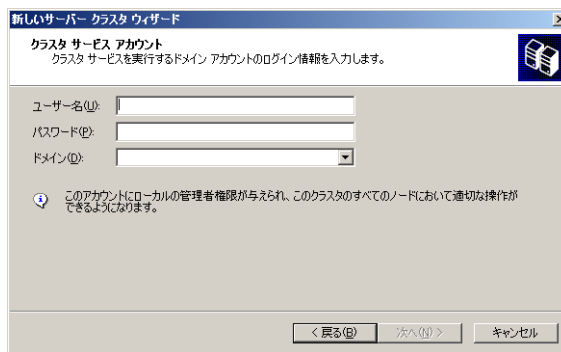 新しいサーバー クラスタ ウィザード
クラスタ サービス アカウント
クラスタ サービスを実行するドメイン アカウントのログイン情報を入力します。
ユーザー名(U):
パスワード(P):
ドメイン(D):
このアカウントにローカルの管理者権限が与えられ、このクラスタのすべてのノードにおいて適切な操作が
できるようになります。
< 戻る(B)
次へ(N) >
キャンセル